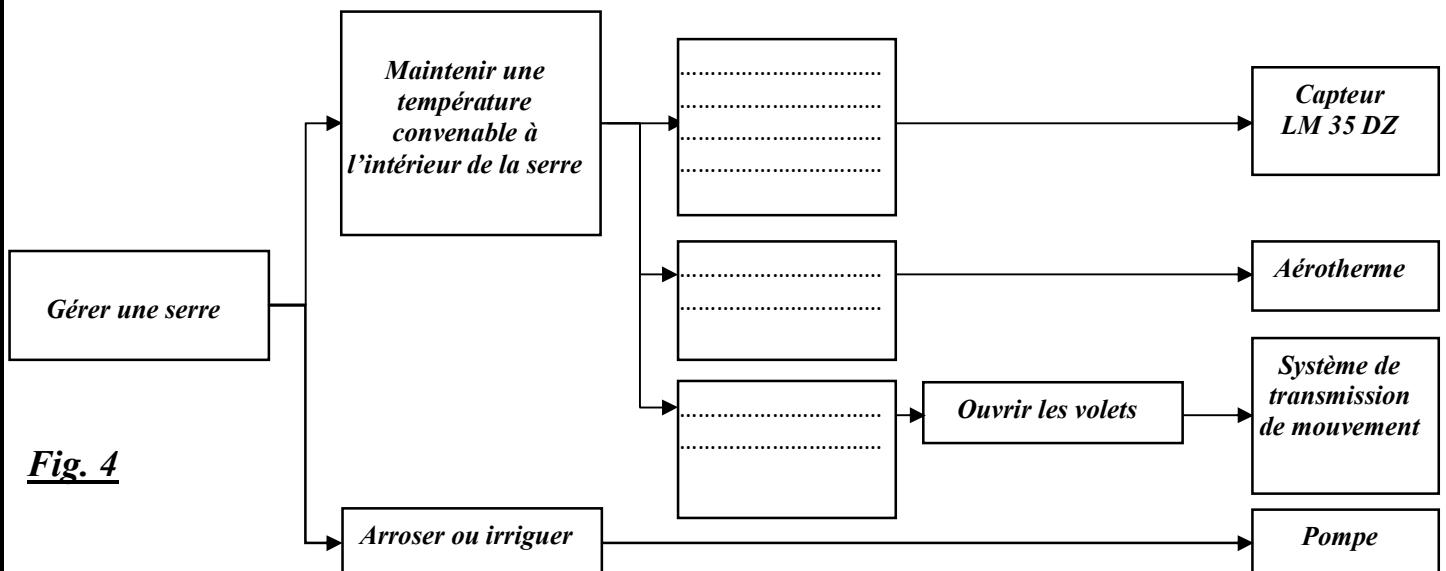 Maintenir une
température
convenable à
l'intérieur de la serre
……………………………
……………………………
……………………………
……………………………
Capteur
LM 35 DZ
Gérer une serre
……………………………
……………………………
Aérotherme
……………………………
……………………………
Ouvrir les volets
Système de
transmission
de mouvement
Fig. 4
Arroser ou irriguer
Pompe